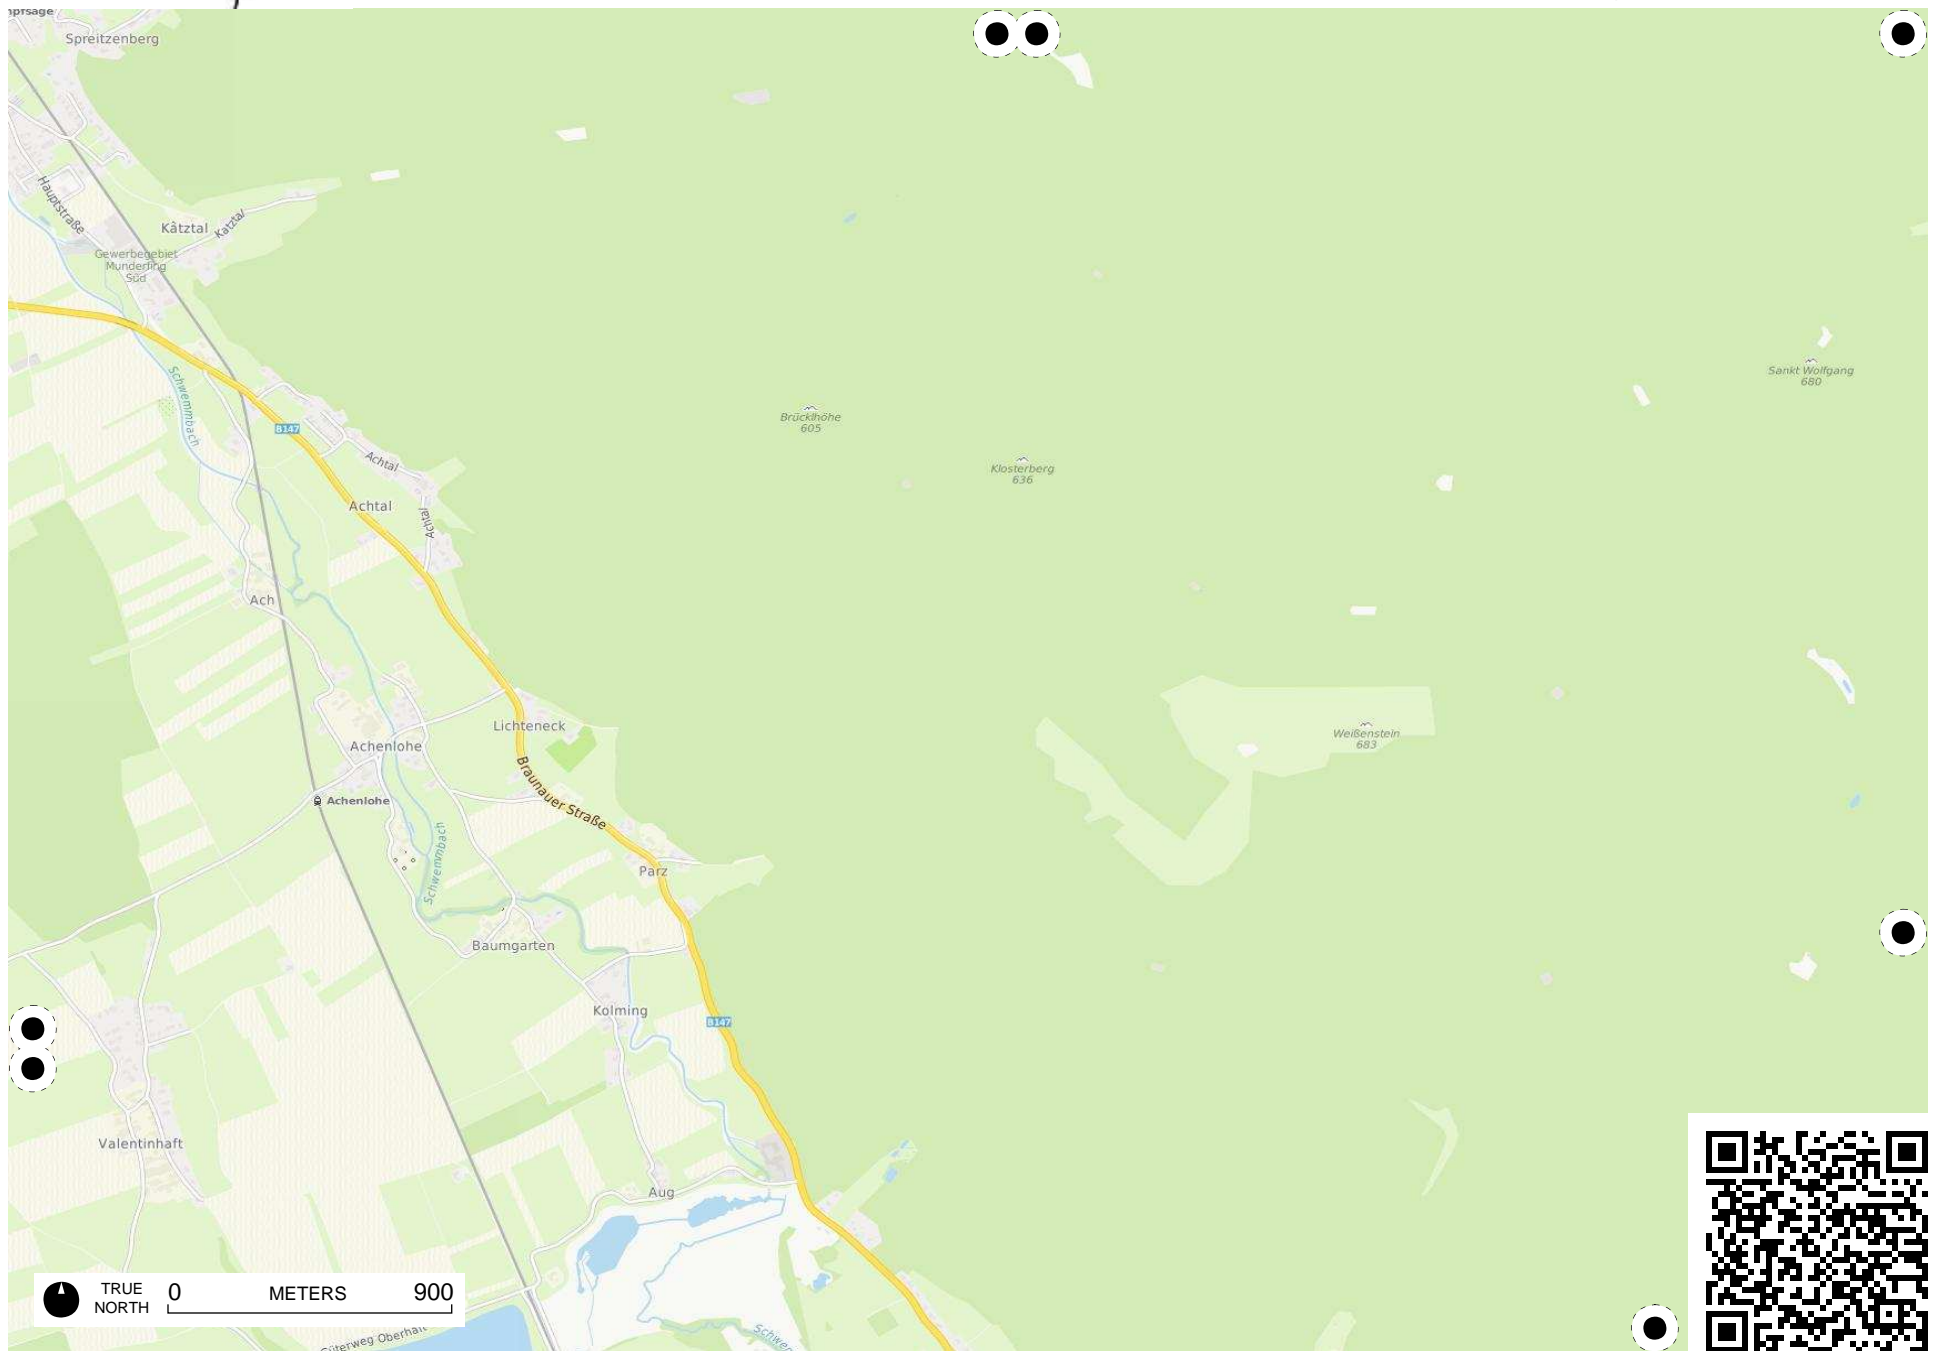 Spreitzenberg
Hauptstraße
Kâtztal
Katztal
Gewerbegebiet
Munderfing
Süd
Schwemmbach
B147
Achtal
Achtal
Achtal
Brücklhöhe
605
Klosterberg
636
Sankt Wolfgang
680
Ach
Lichteneck
Achenlohe
Achenlohe
Braunauer Straße
Weißenstein
683
Schwemmbach
Parz
Baumgarten
Kolming
B147
Valentinhaft
Aug
TRUE
NORTH
0 METERS 900